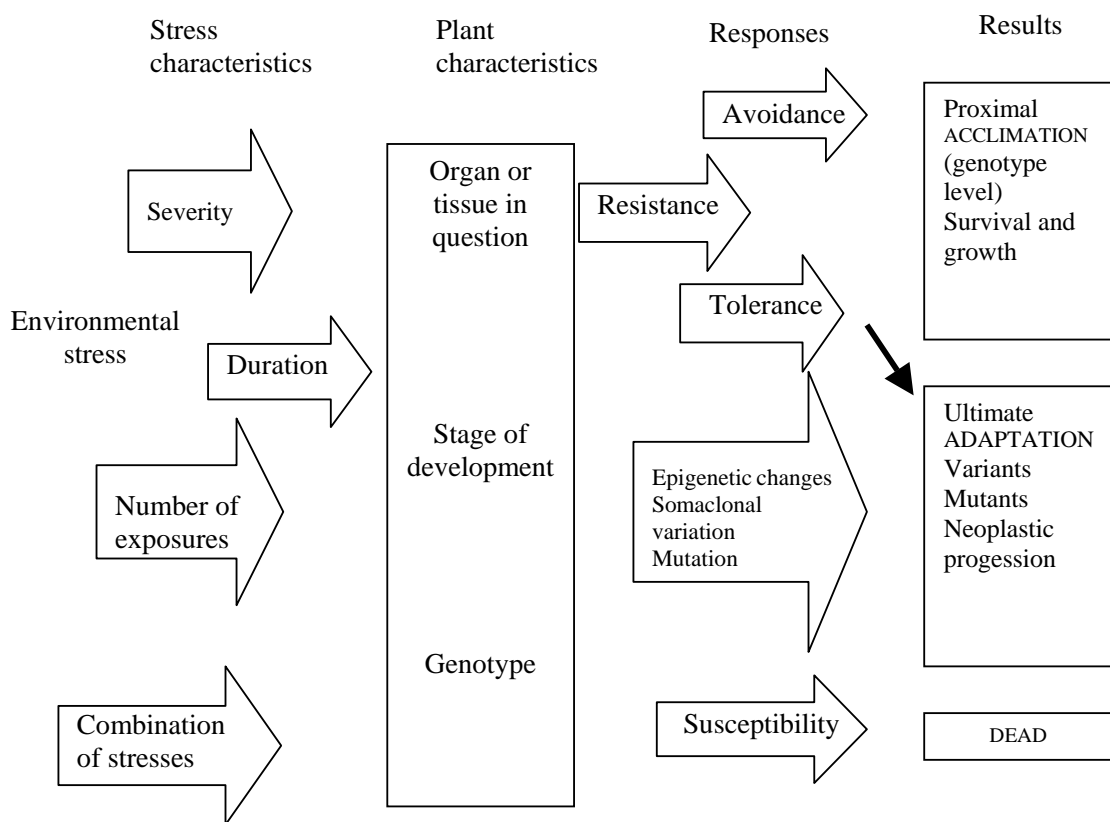 Stress
characteristics
Plant
characteristics
Responses
Results
Environmental
stress
Severity
Duration
Number of
exposures
Combination
of stresses
Organ or
tissue in
question
Stage of
development
Genotype
Resistance
Avoidance
Tolerance
Epigenetic changes
Somaclonal
variation
Mutation
Susceptibility
Proximal
ACCLIMATION
(genotype
level)
Survival and
growth
Ultimate
ADAPTATION
Variants
Mutants
Neoplastic
progession
DEAD